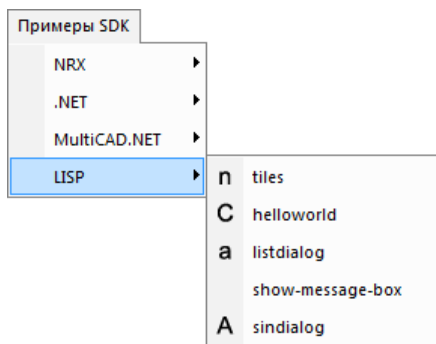 Примеры SDK
NRX
.NET
MultiCAD.NET
LISP
n tiles
C helloworld
a listdialog
show-message-box
A sindialog